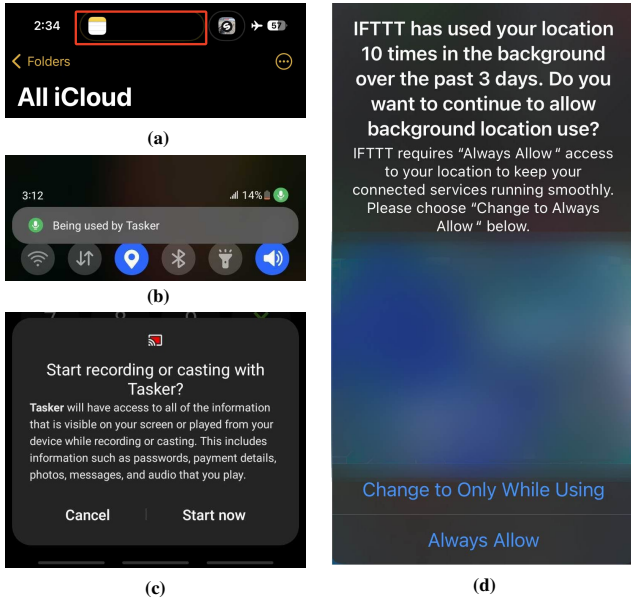 2:34
57
Folders
All iCloud
(a)
3:12
14%
Being used by Tasker
(b)
Start recording or casting with
Tasker?
Tasker will have access to all of the information
that is visible on your screen or played from your
device while recording or casting. This includes
information such as passwords, payment details,
photos, messages, and audio that you play.
Cancel
Start now
(c)
IFTTT has used your location
10 times in the background
over the past 3 days. Do you
want to continue to allow
background location use?
IFTTT requires "Always Allow " access
to your location to keep your
connected services running smoothly.
Please choose "Change to Always
Allow " below.
Change to Only While Using
Always Allow
(d)